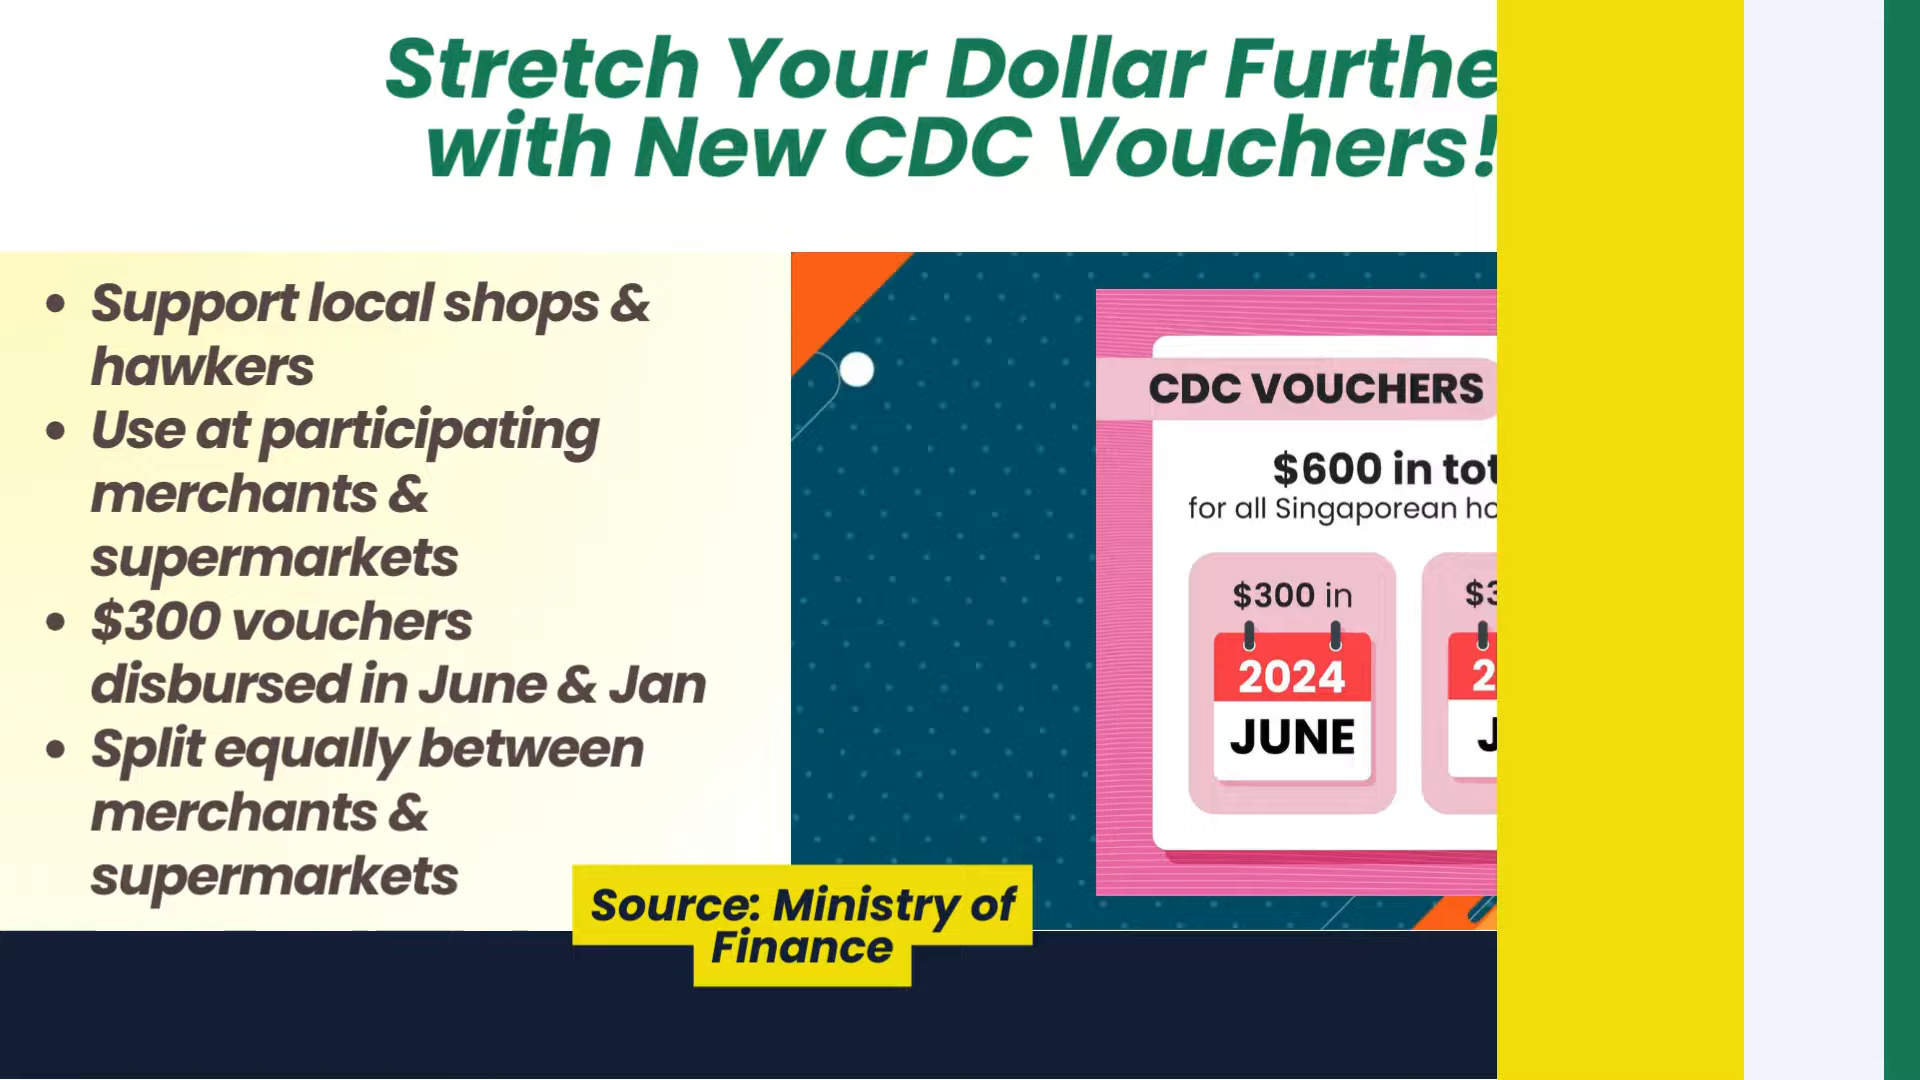 Stretch Your Dollar Furthe
with New CDC Vouchers!
• Support local shops &
hawkers
• Use at participating
merchants &
supermarkets
• $300 vouchers
disbursed in June & Jan
• Split equally between
merchants &
supermarkets
CDC VOUCHERS
$600 in tot
for all Singaporean ho
$300 in
2024
JUNE
$3
2
J
Source: Ministry of
Finance